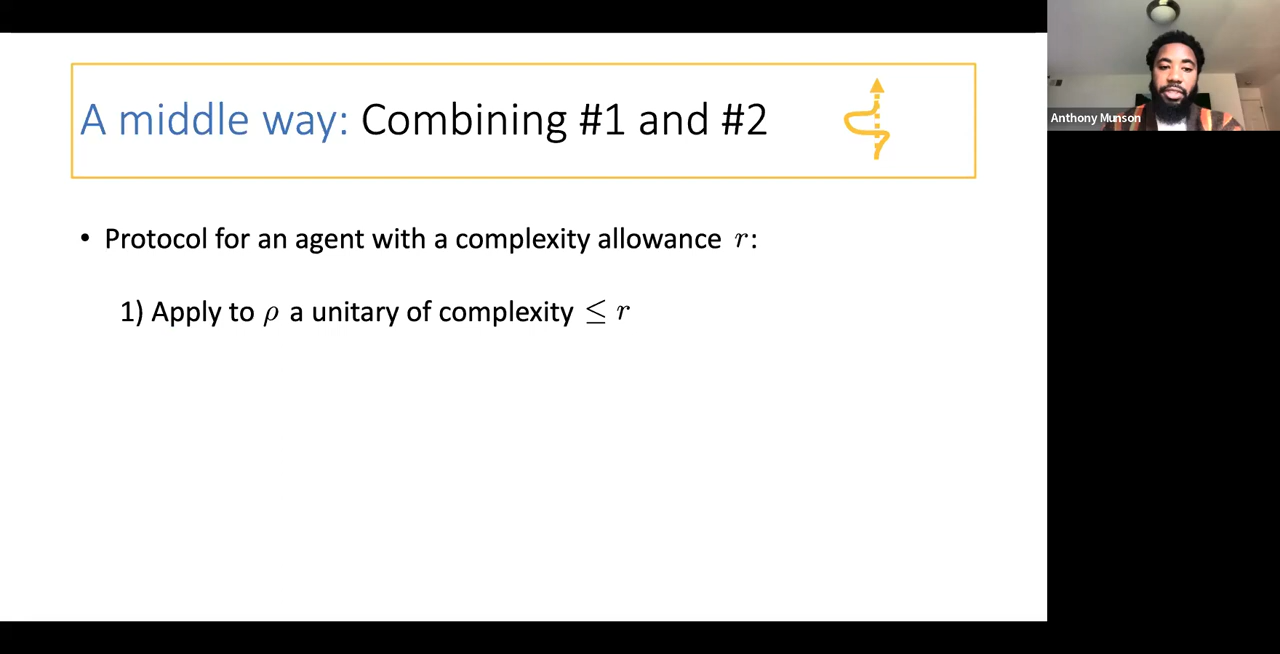 A middle way: Combining #1 and #2
• Protocol for an agent with a complexity allowance r:
1) Apply to ρ a unitary of complexity ≤ r
Anthony Munson